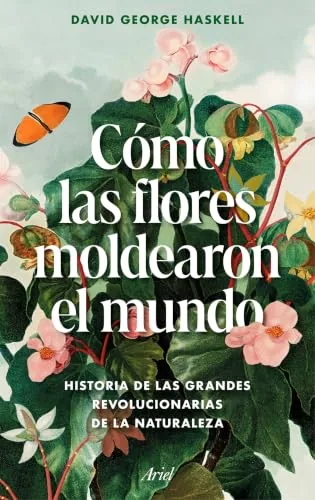 DAVID GEORGE HASKELL
Cómo
las flores
moldearon
el mundo
HISTORIA DE LAS GRANDES
REVOLUCIONARIAS
DE LA NATURALEZA
Ariel